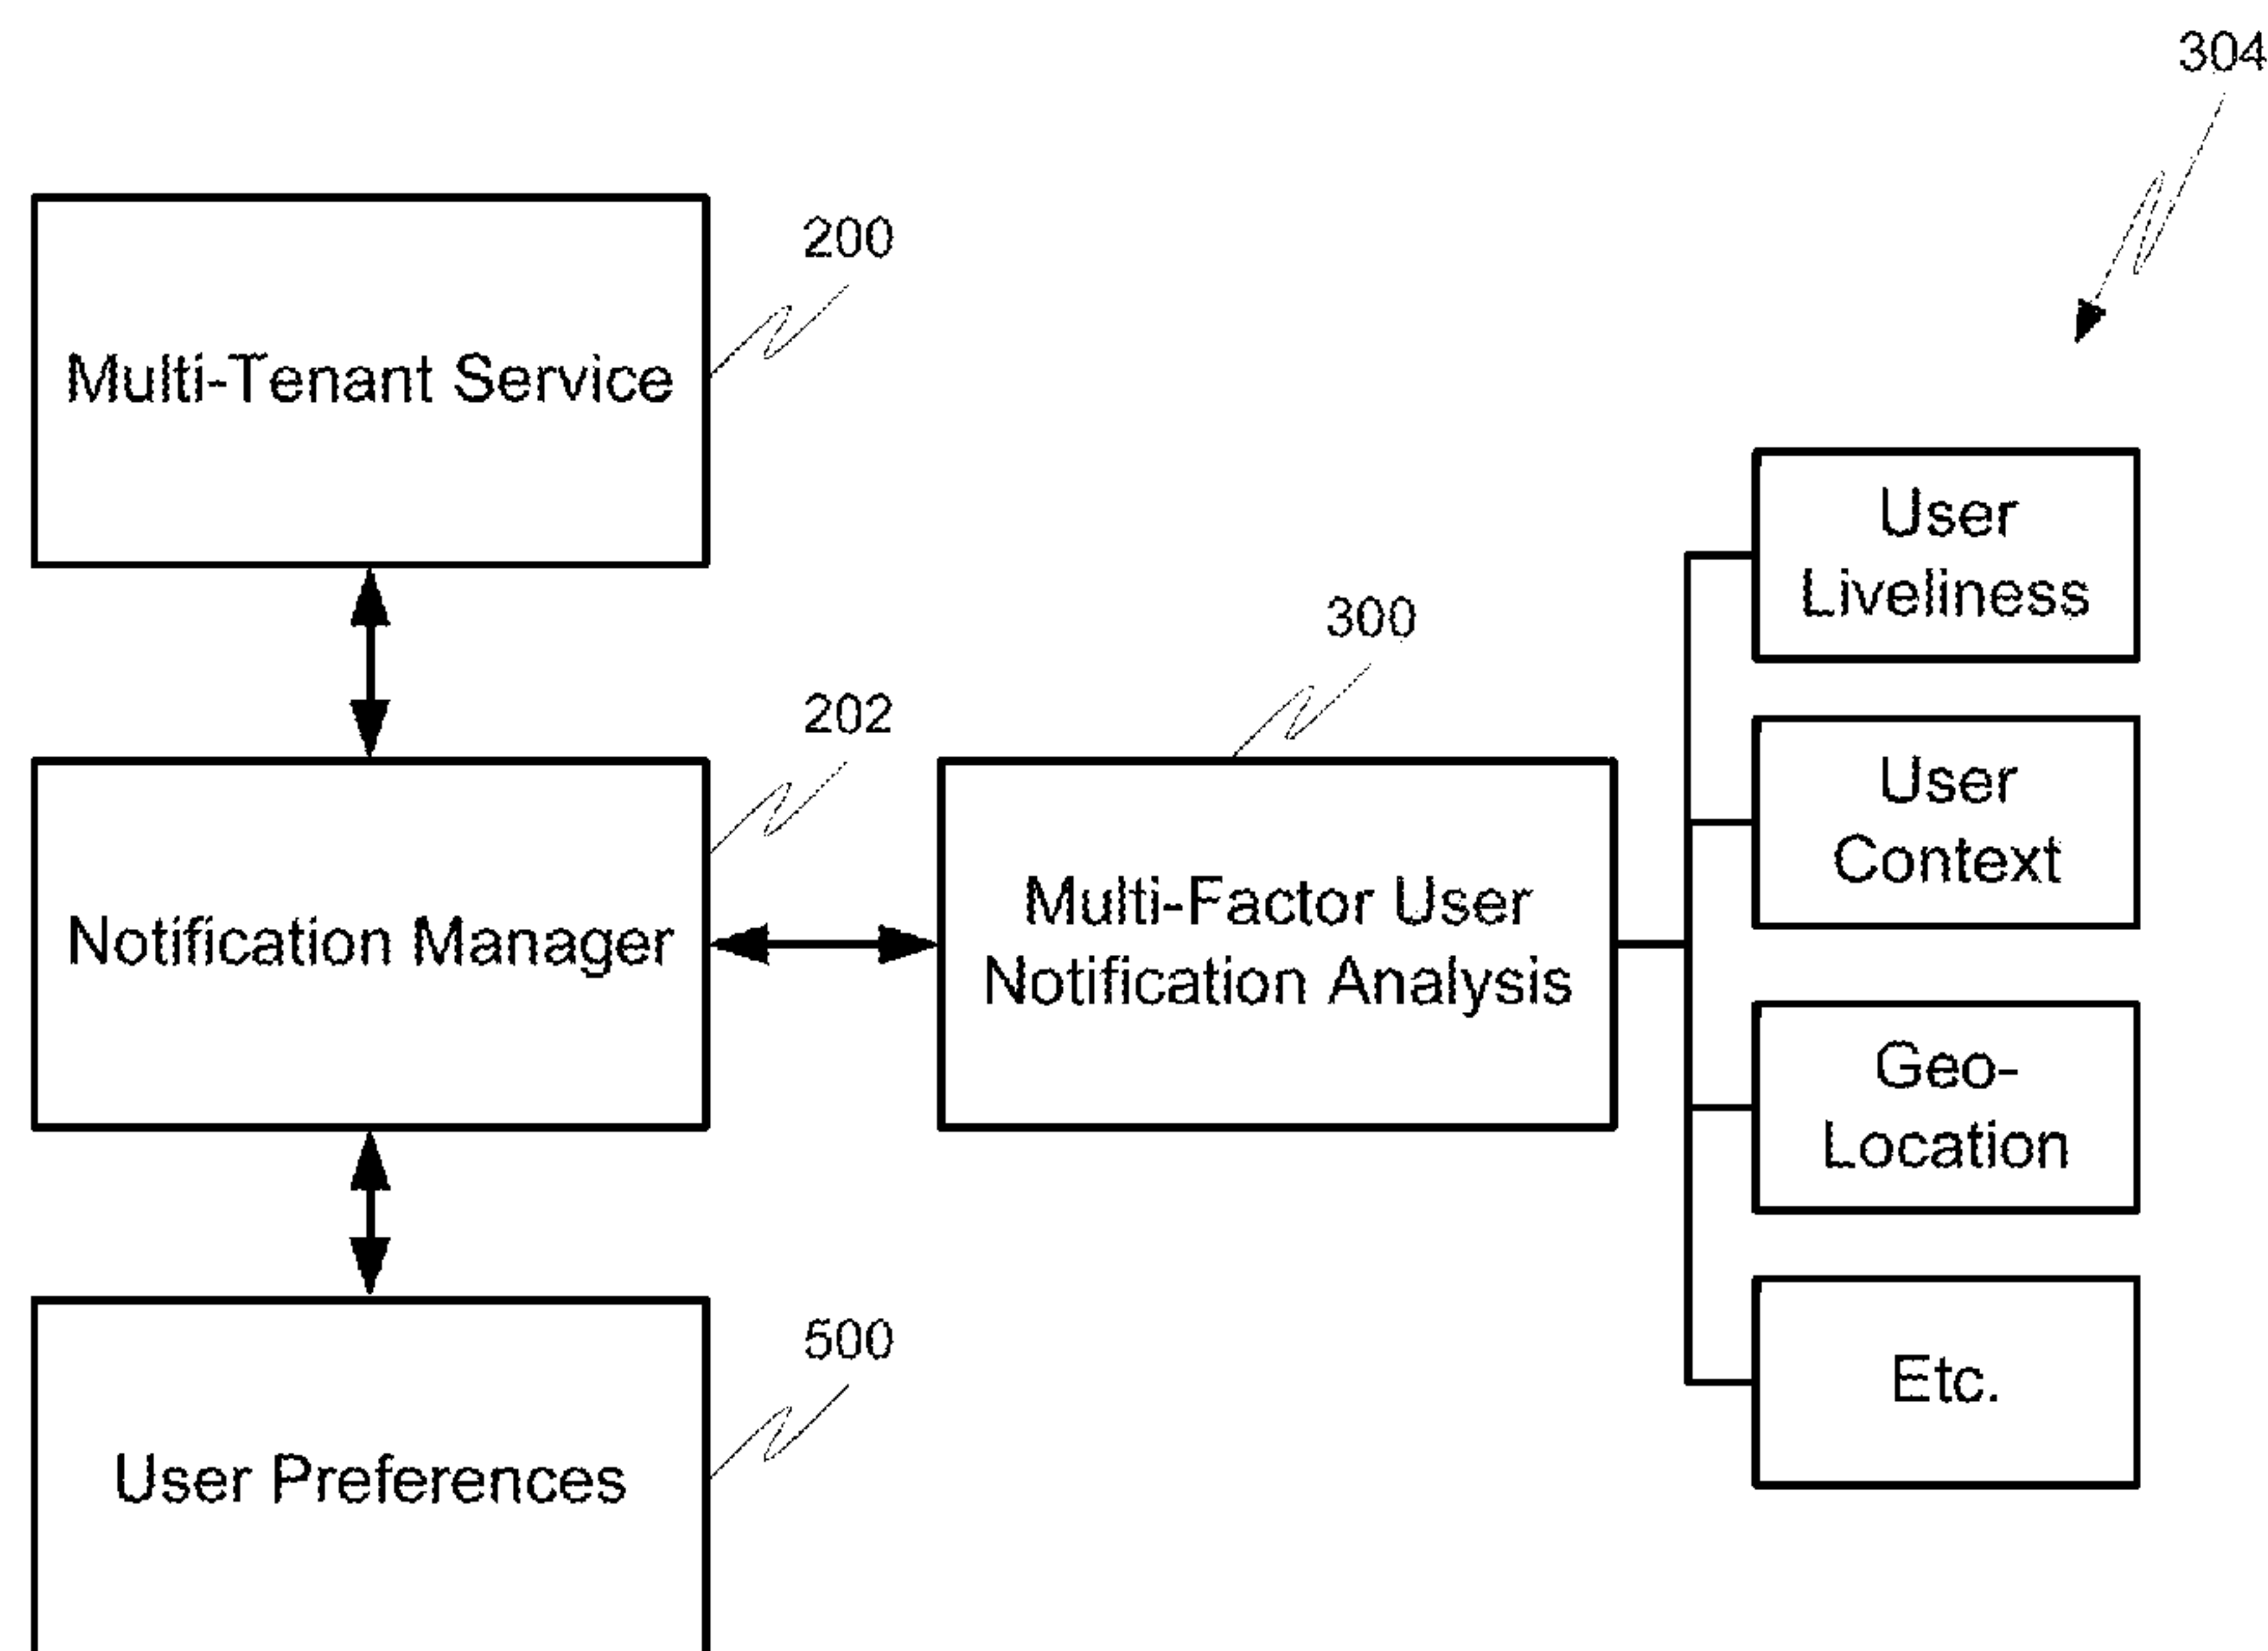 304
200
Multi-Tenant Service
User
Liveliness
300
202
User
Context
Multi-Factor User
Notification Analysis
Notification Manager
Geo-
Location
500
Etc.
User Preferences